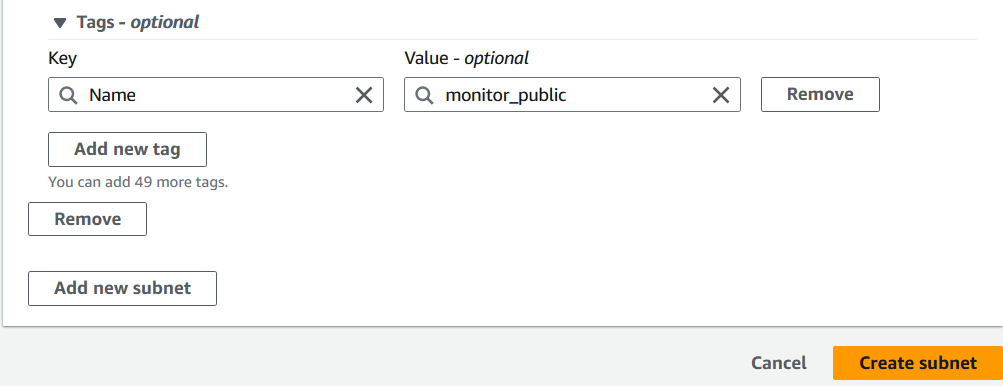 Tags - optional
Key
Value - optional
Name
monitor_public
Remove
Add new tag
You can add 49 more tags.
Remove
Add new subnet
Cancel
Create subnet